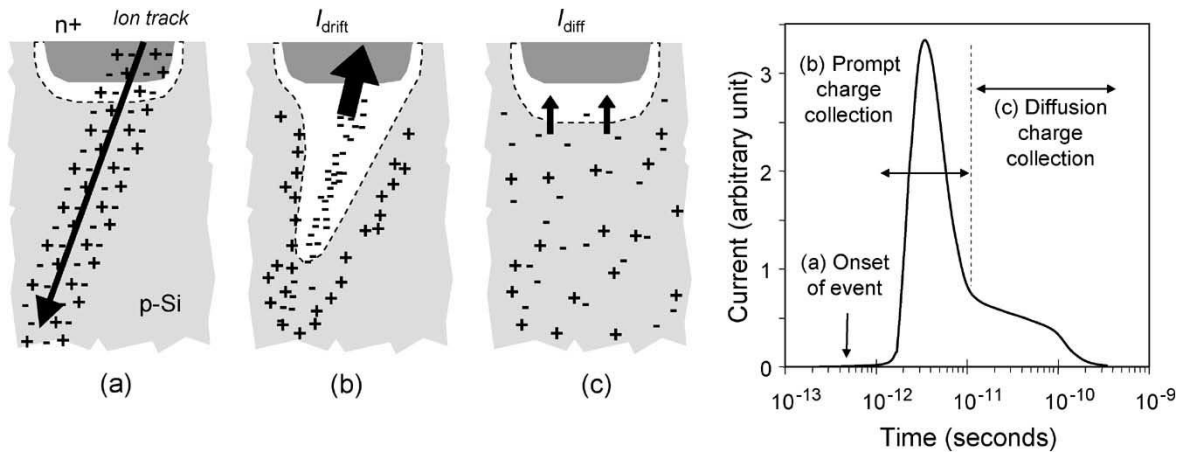 n+
Ion track
p-Si
(a)
I_drift
(b)
I_diff
(c)
Current (arbitrary unit)
3
2
1
0
(b) Prompt
charge
collection
(c) Diffusion
charge
collection
(a) Onset
of event
10^-13
10^-12
10^-11
10^-10
10^-9
Time (seconds)